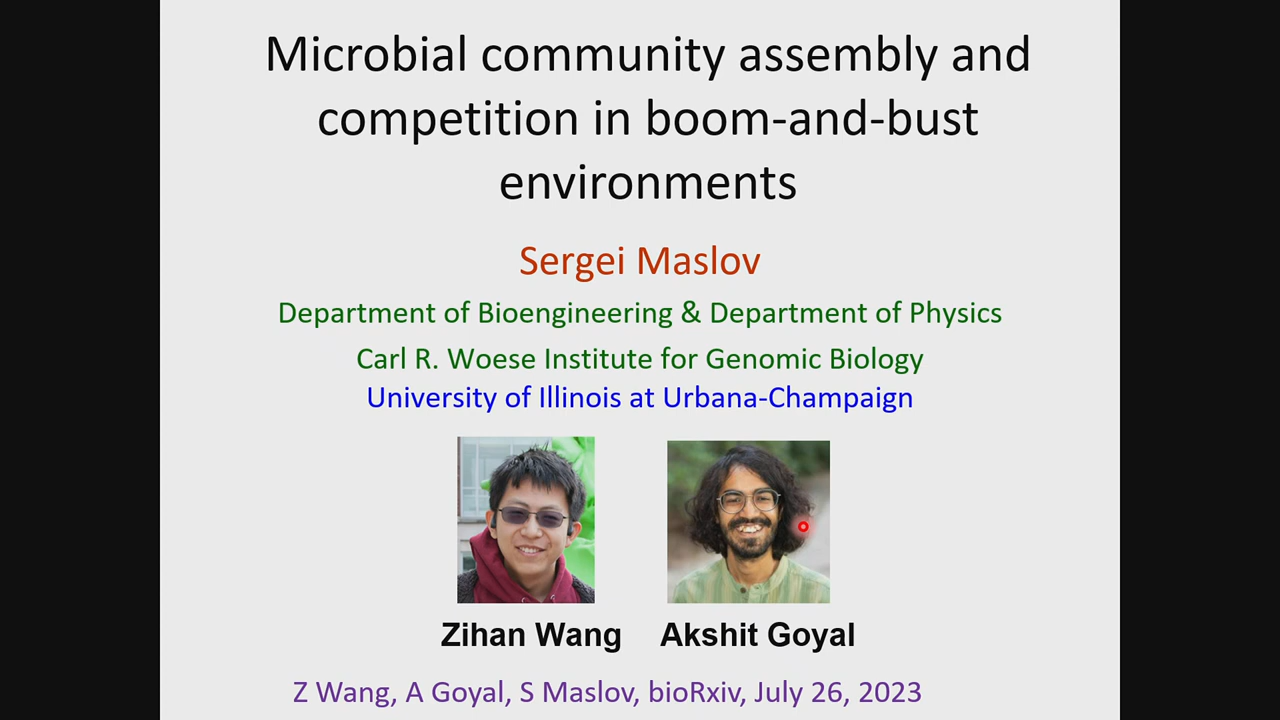 Microbial community assembly and
competition in boom-and-bust
environments
Sergei Maslov
Department of Bioengineering & Department of Physics
Carl R. Woese Institute for Genomic Biology
University of Illinois at Urbana-Champaign
Zihan Wang Akshit Goyal
Z Wang, A Goyal, S Maslov, bioRxiv, July 26, 2023